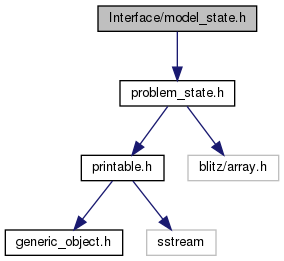 Interface/model_state.h
problem_state.h
printable.h
blitz/array.h
generic_object.h
sstream